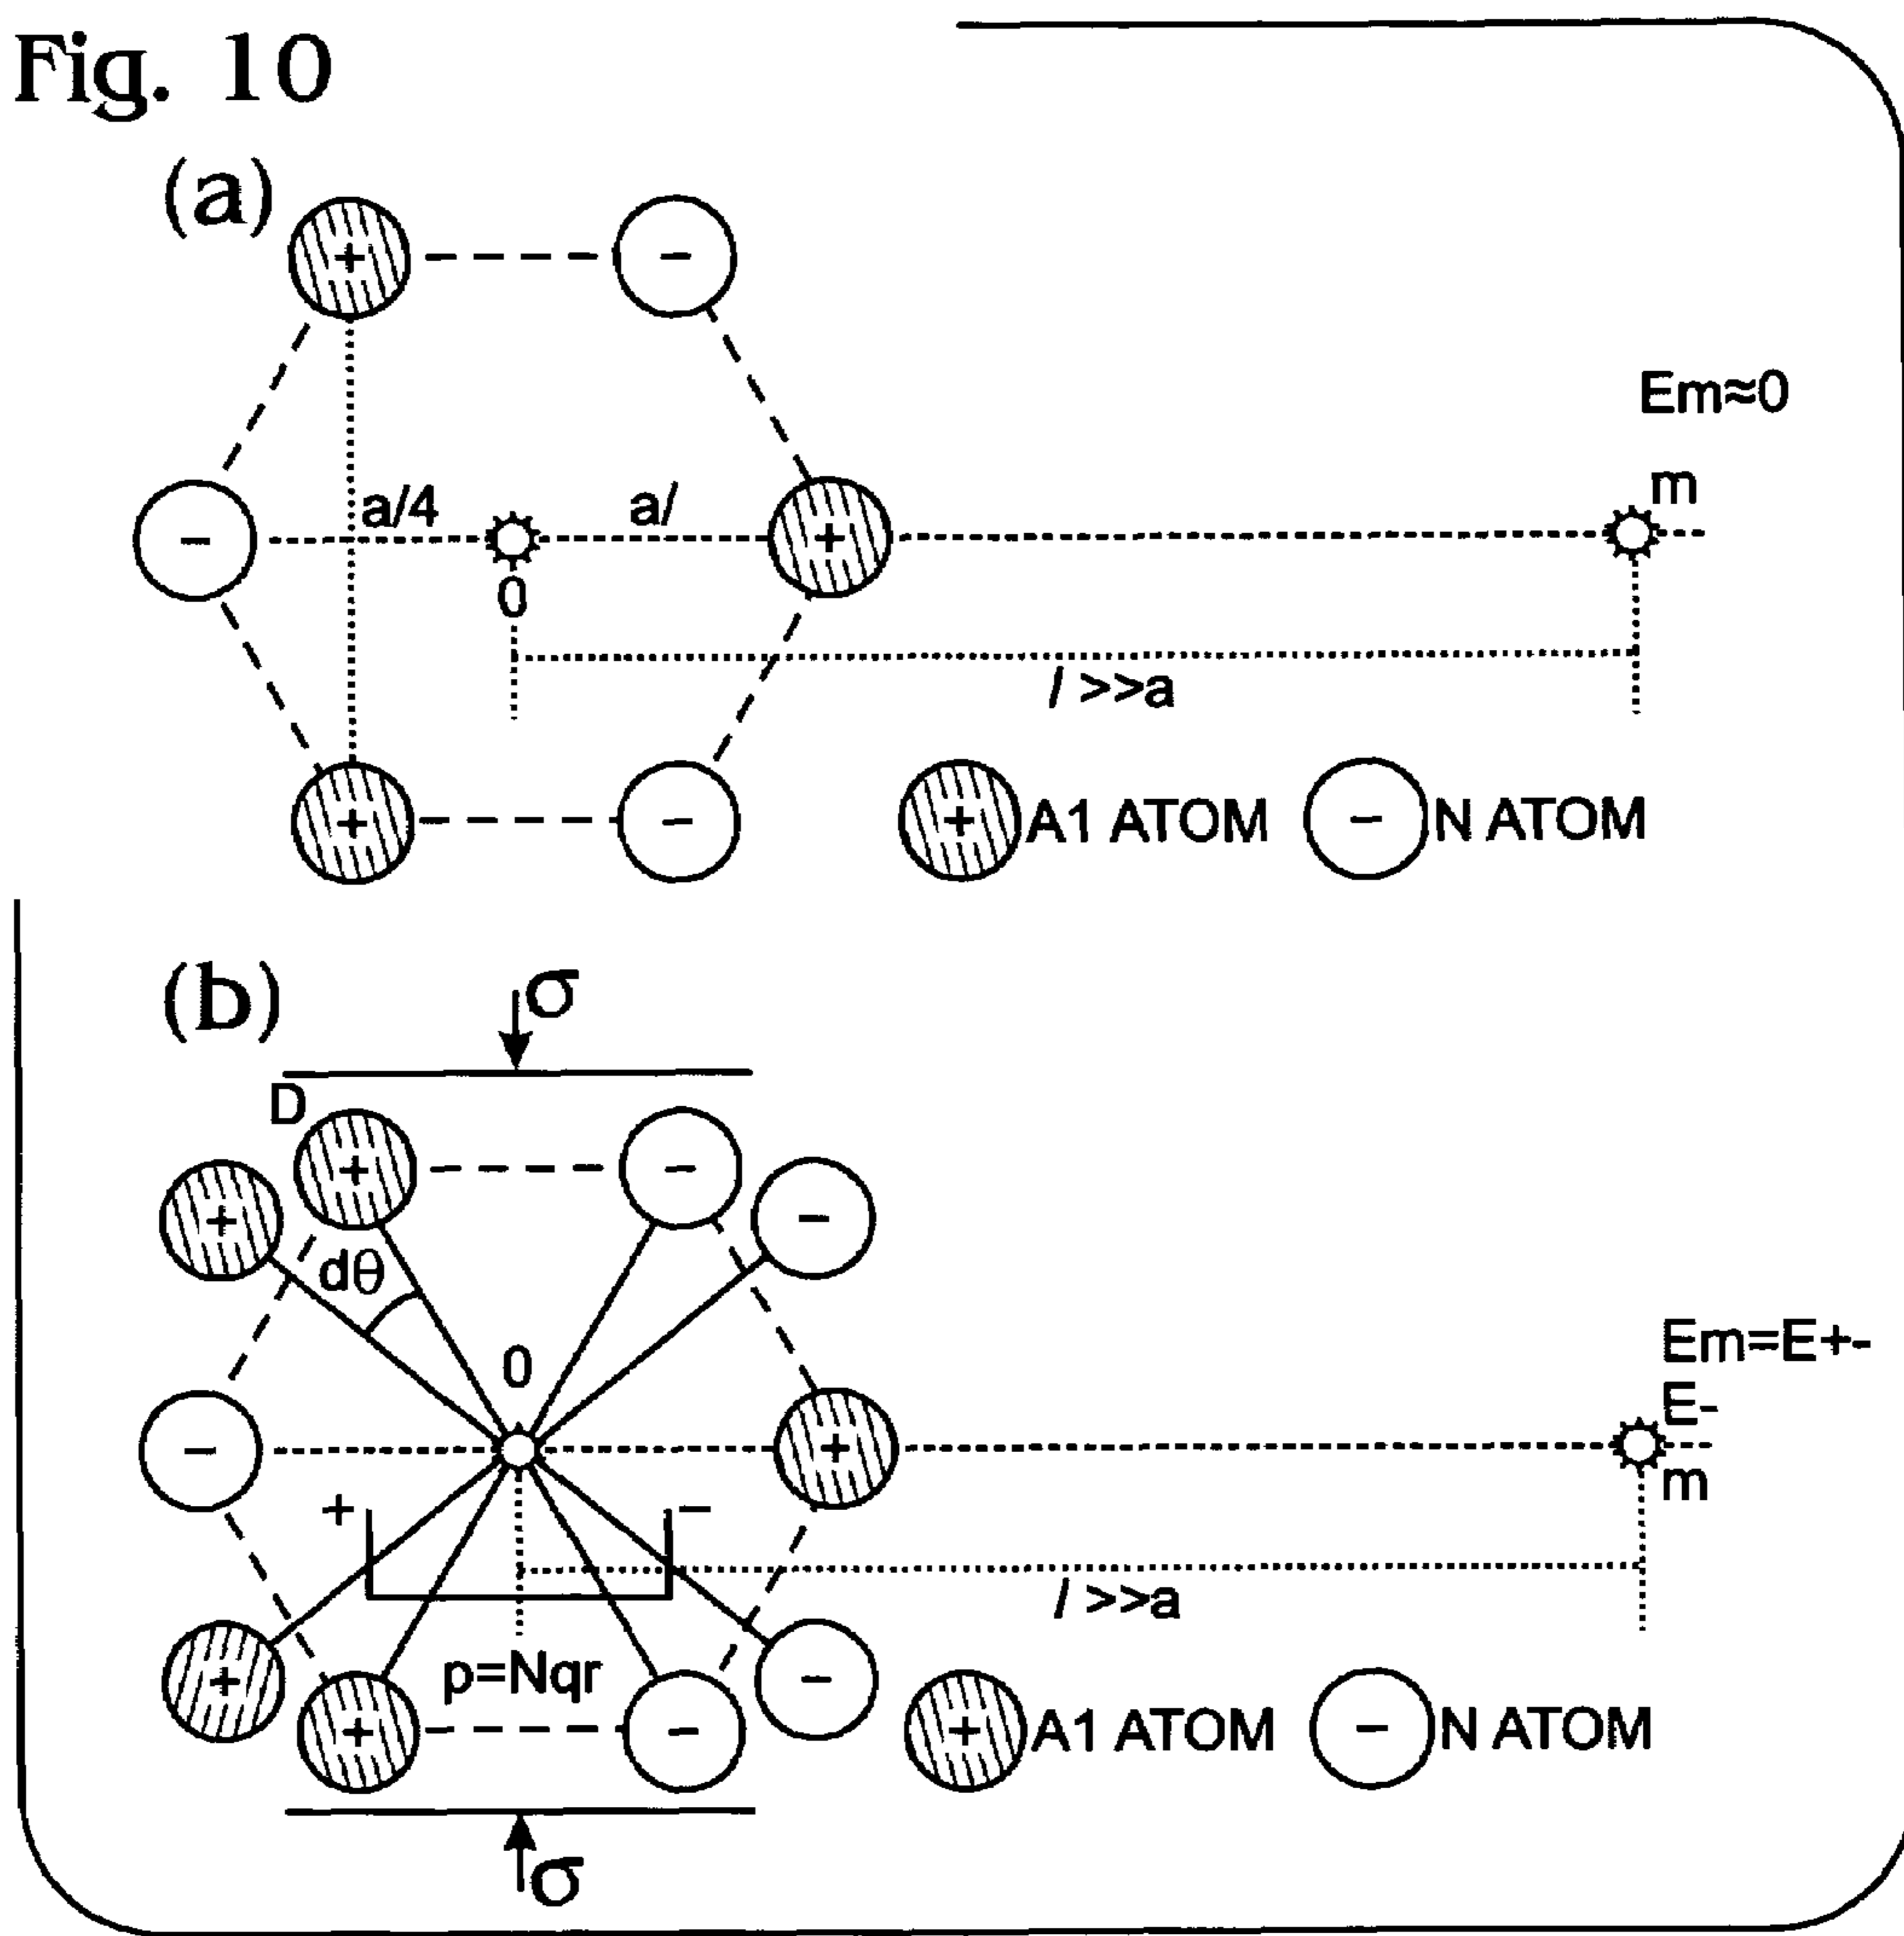 Fig. 10
(a)
+ -
Em≈0
- a/4 a/ + m
0
l >>a
+ -
+ A1 ATOM - N ATOM
(b)
σ
D
+ -
+ -
dθ
0
Em=E+-
E-
- + m
+ -
l >>a
+ -
p=Nqr
+ -
+ A1 ATOM - N ATOM
σ